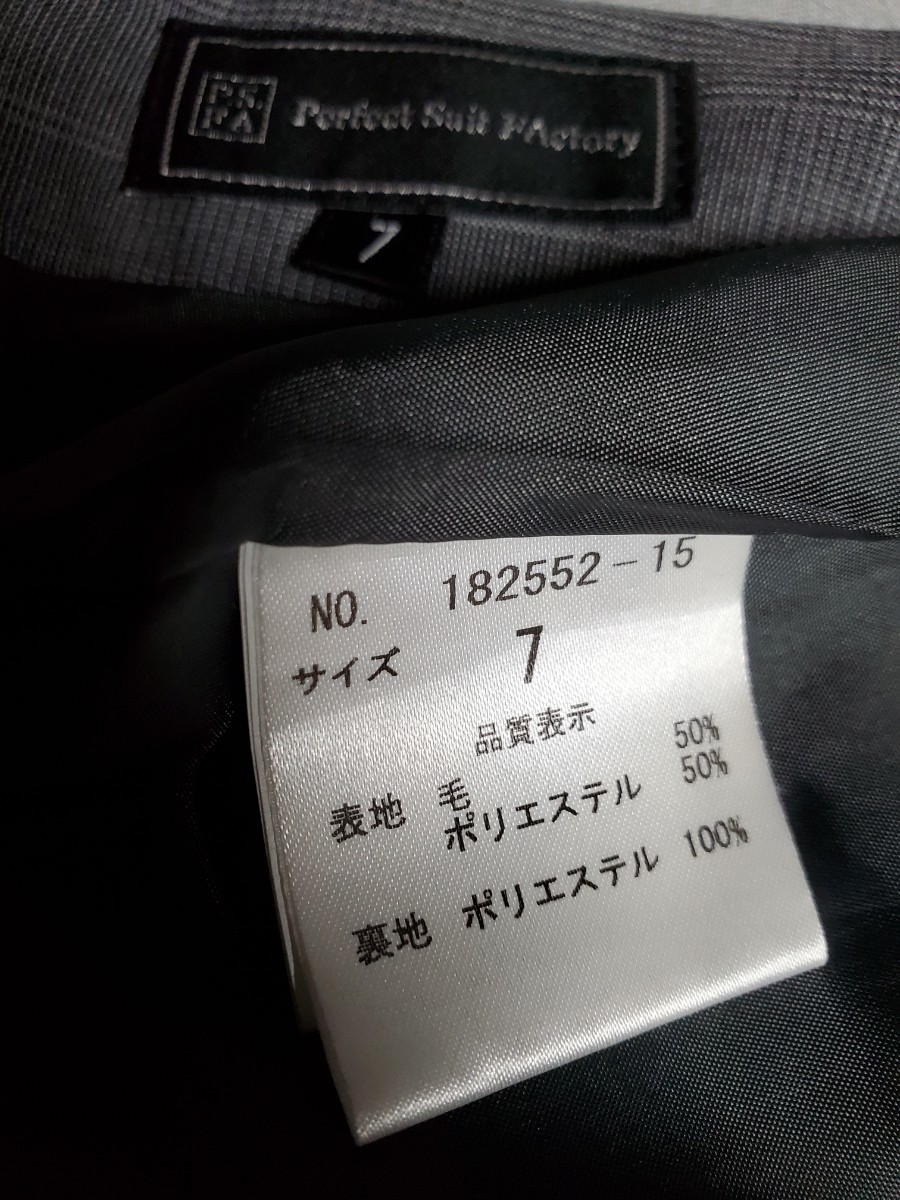 P.S.
F.A
Perfect Suit FActory
7
NO. 182552-15
サイズ 7
品質表示
表地 毛 50%
ポリエステル 50%
裏地 ポリエステル 100%